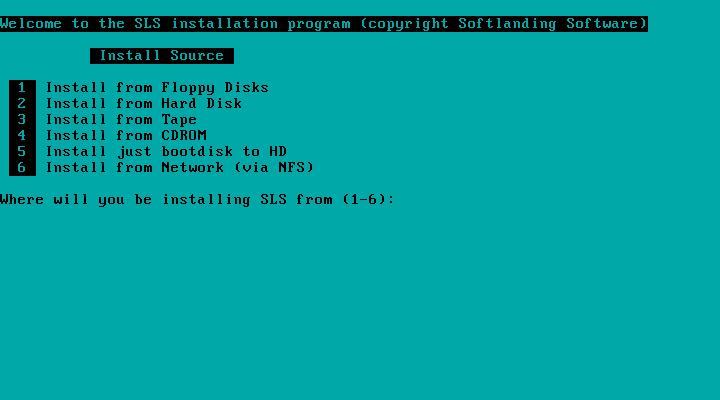 Welcome to the SLS installation program (copyright Softlanding Software)
Install Source
1 Install from Floppy Disks
2 Install from Hard Disk
3 Install from Tape
4 Install from CDROM
5 Install just bootdisk to HD
6 Install from Network (via NFS)
Where will you be installing SLS from (1-6):